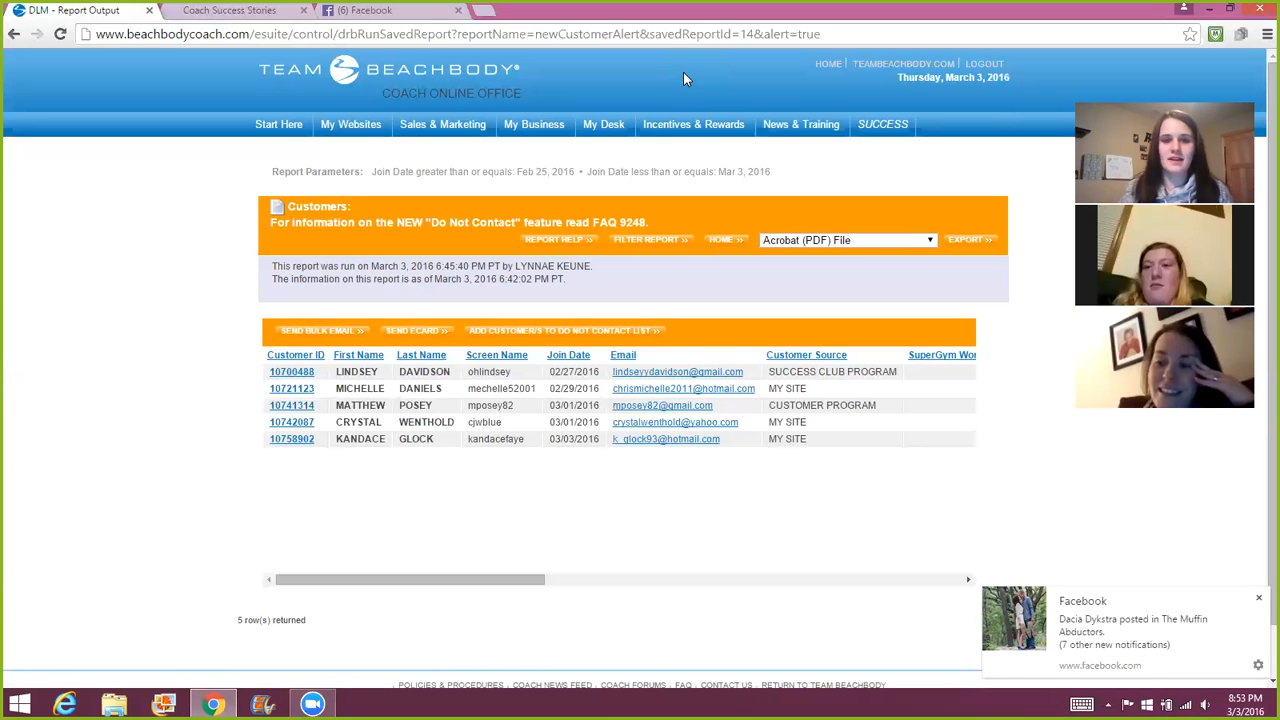 DLM - Report Output
Coach Success Stories
(6) Facebook
www.beachbodycoach.com/esuite/control/drbRunSavedReport?reportName=newCustomerAlert&savedReportId=14&alert=true
TEAM BEACHBODY®
COACH ONLINE OFFICE
HOME | TEAMBEACHBODY.COM | LOGOUT
Thursday, March 3, 2016
Start Here My Websites Sales & Marketing My Business My Desk Incentives & Rewards News & Training SUCCESS
Report Parameters: Join Date greater than or equals: Feb 25, 2016 • Join Date less than or equals: Mar 3, 2016
Customers:
For information on the NEW "Do Not Contact" feature read FAQ 9248.
REPORT HELP >> FILTER REPORT >> HOME >> Acrobat (PDF) File EXPORT >>
This report was run on March 3, 2016 6:45:40 PM PT by LYNNAE KEUNE.
The information on this report is as of March 3, 2016 6:42:02 PM PT.
SEND BULK EMAIL >> SEND ECARD >> ADD CUSTOMER/S TO DO NOT CONTACT LIST >>
Customer ID First Name Last Name Screen Name Join Date Email Customer Source SuperGym Wor
10700488 LINDSEY DAVIDSON ohlindsey 02/27/2016 lindseyvdavidson@gmail.com SUCCESS CLUB PROGRAM
10721123 MICHELLE DANIELS mechelle52001 02/29/2016 chrismichelle2011@hotmail.com MY SITE
10741314 MATTHEW POSEY mposey82 03/01/2016 mposey82@gmail.com CUSTOMER PROGRAM
10742087 CRYSTAL WENTHOLD cjwblue 03/01/2016 crystalwenthold@yahoo.com MY SITE
10758902 KANDACE GLOCK kandacefaye 03/03/2016 k_glock93@hotmail.com MY SITE
5 row(s) returned
Facebook
Dacia Dykstra posted in The Muffin
Abductors.
(7 other new notifications)
www.facebook.com
POLICIES & PROCEDURES COACH NEWS FEED COACH FORUMS FAQ CONTACT US RETURN TO TEAM BEACHBODY
8:53 PM
3/3/2016